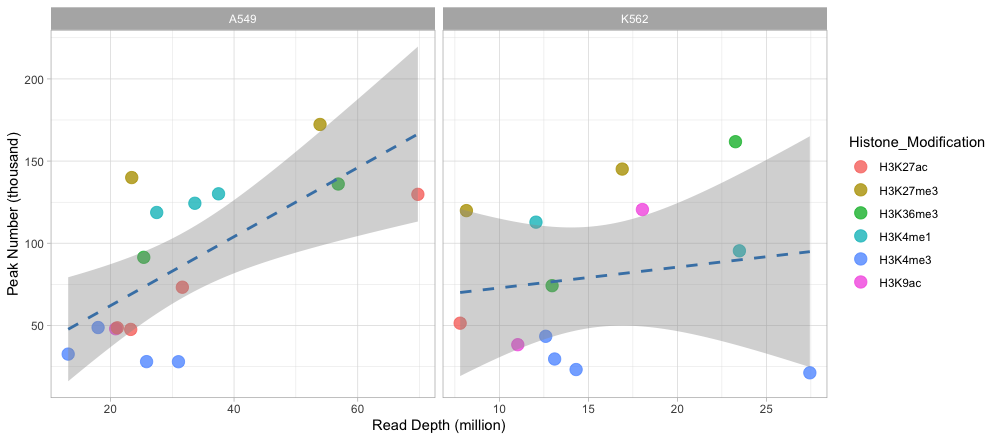 A549
K562
Peak Number (thousand)
200
150
100
50
20
40
60
10
15
20
25
Read Depth (million)
Histone_Modification
H3K27ac
H3K27me3
H3K36me3
H3K4me1
H3K4me3
H3K9ac